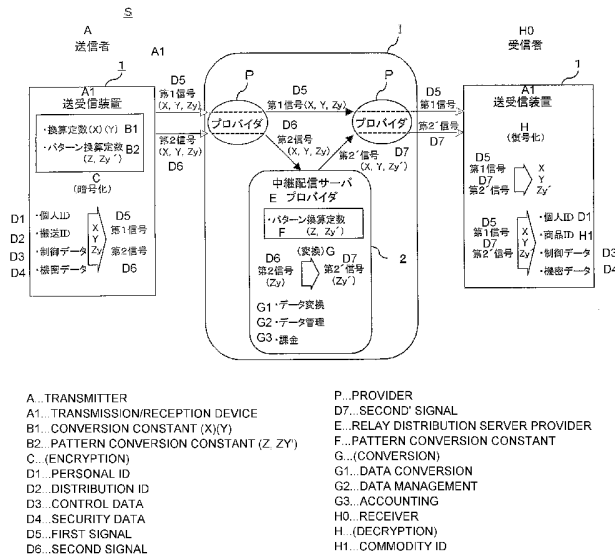 S
A
送信者
A1
1
A1
送受信装置
・換算定数(X)(Y) B1
・パターン換算定数 B2
(Z, Zy´)
C
(暗号化)
D1 ・個人ID
D2 ・搬送ID
D3 ・制御データ
D4 ・機密データ
X
Y
Zy
D5
第1信号
第2信号
D6
D5
第1信号
(X, Y, Zy)
第2信号
(X, Y, Zy)
D6
I
P
プロバイダ
D5
第1信号(X, Y, Zy)
D6
第2信号
(X, Y, Zy)
P
プロバイダ
第2´信号
(X, Y, Zy´)
D7
中継配信サーバ
E プロバイダ
・パターン換算定数
F (Z, Zy´)
2
(変換)G
D6
第2信号
(Zy)
D7
第2´信号
(Zy´)
G1 ・データ変換
G2 ・データ管理
G3 ・課金
D5
第1信号
第2´信号
D7
H0
受信者
1
A1
送受信装置
H
(復号化)
D5
第1信号
D7
第2´信号
X
Y
Zy´
D5
第1信号
D7
第2´信号
X
Y
Zy´
・個人ID D1
・商品ID H1
・制御データ D3
・機密データ D4
A...TRANSMITTER
A1...TRANSMISSION/RECEPTION DEVICE
B1...CONVERSION CONSTANT (X)(Y)
B2...PATTERN CONVERSION CONSTANT (Z, ZY')
C...(ENCRYPTION)
D1...PERSONAL ID
D2...DISTRIBUTION ID
D3...CONTROL DATA
D4...SECURITY DATA
D5...FIRST SIGNAL
D6...SECOND SIGNAL
P...PROVIDER
D7...SECOND' SIGNAL
E...RELAY DISTRIBUTION SERVER PROVIDER
F...PATTERN CONVERSION CONSTANT
G...(CONVERSION)
G1...DATA CONVERSION
G2...DATA MANAGEMENT
G3...ACCOUNTING
H0...RECEIVER
H...(DECRYPTION)
H1...COMMODITY ID